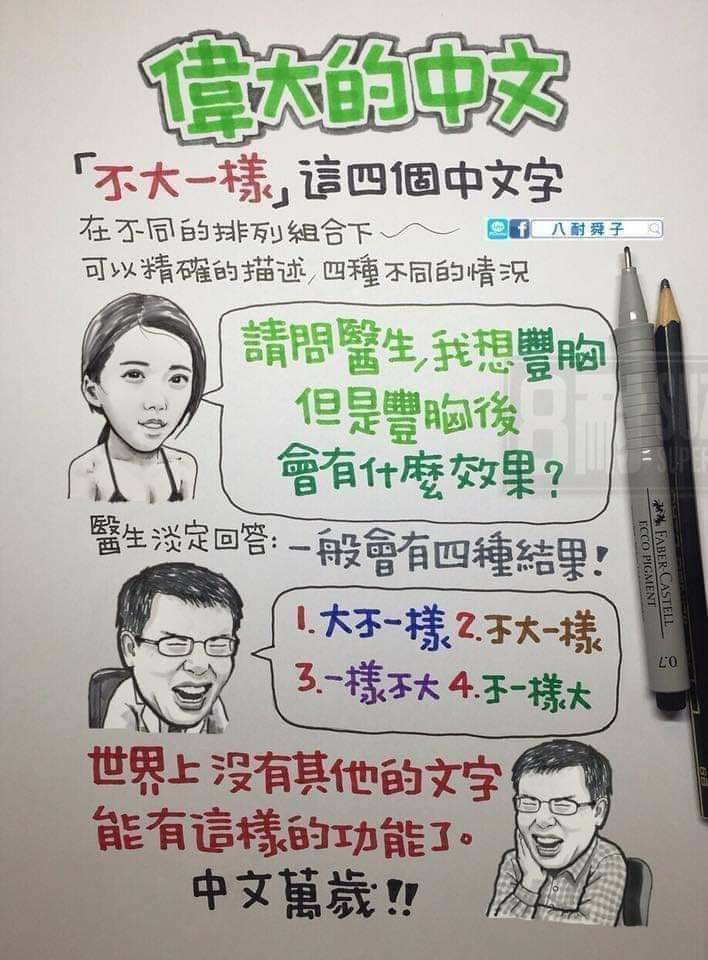 偉大的中文
「不大一樣」這四個中文字
在不同的排列組合下
f 八耐舜子
可以精確的描述,四種不同的情況
請問醫生,我想豐胸
但是豐胸後
會有什麼效果?
醫生淡定回答:一般會有四種結果!
1.大不一樣 2.不大一樣
3.一樣不大 4.不一樣大
世界上沒有其他的文字
能有這樣的功能了。
中文萬歲!!
FABER-CASTELL
ECCO PIGMENT
0.7